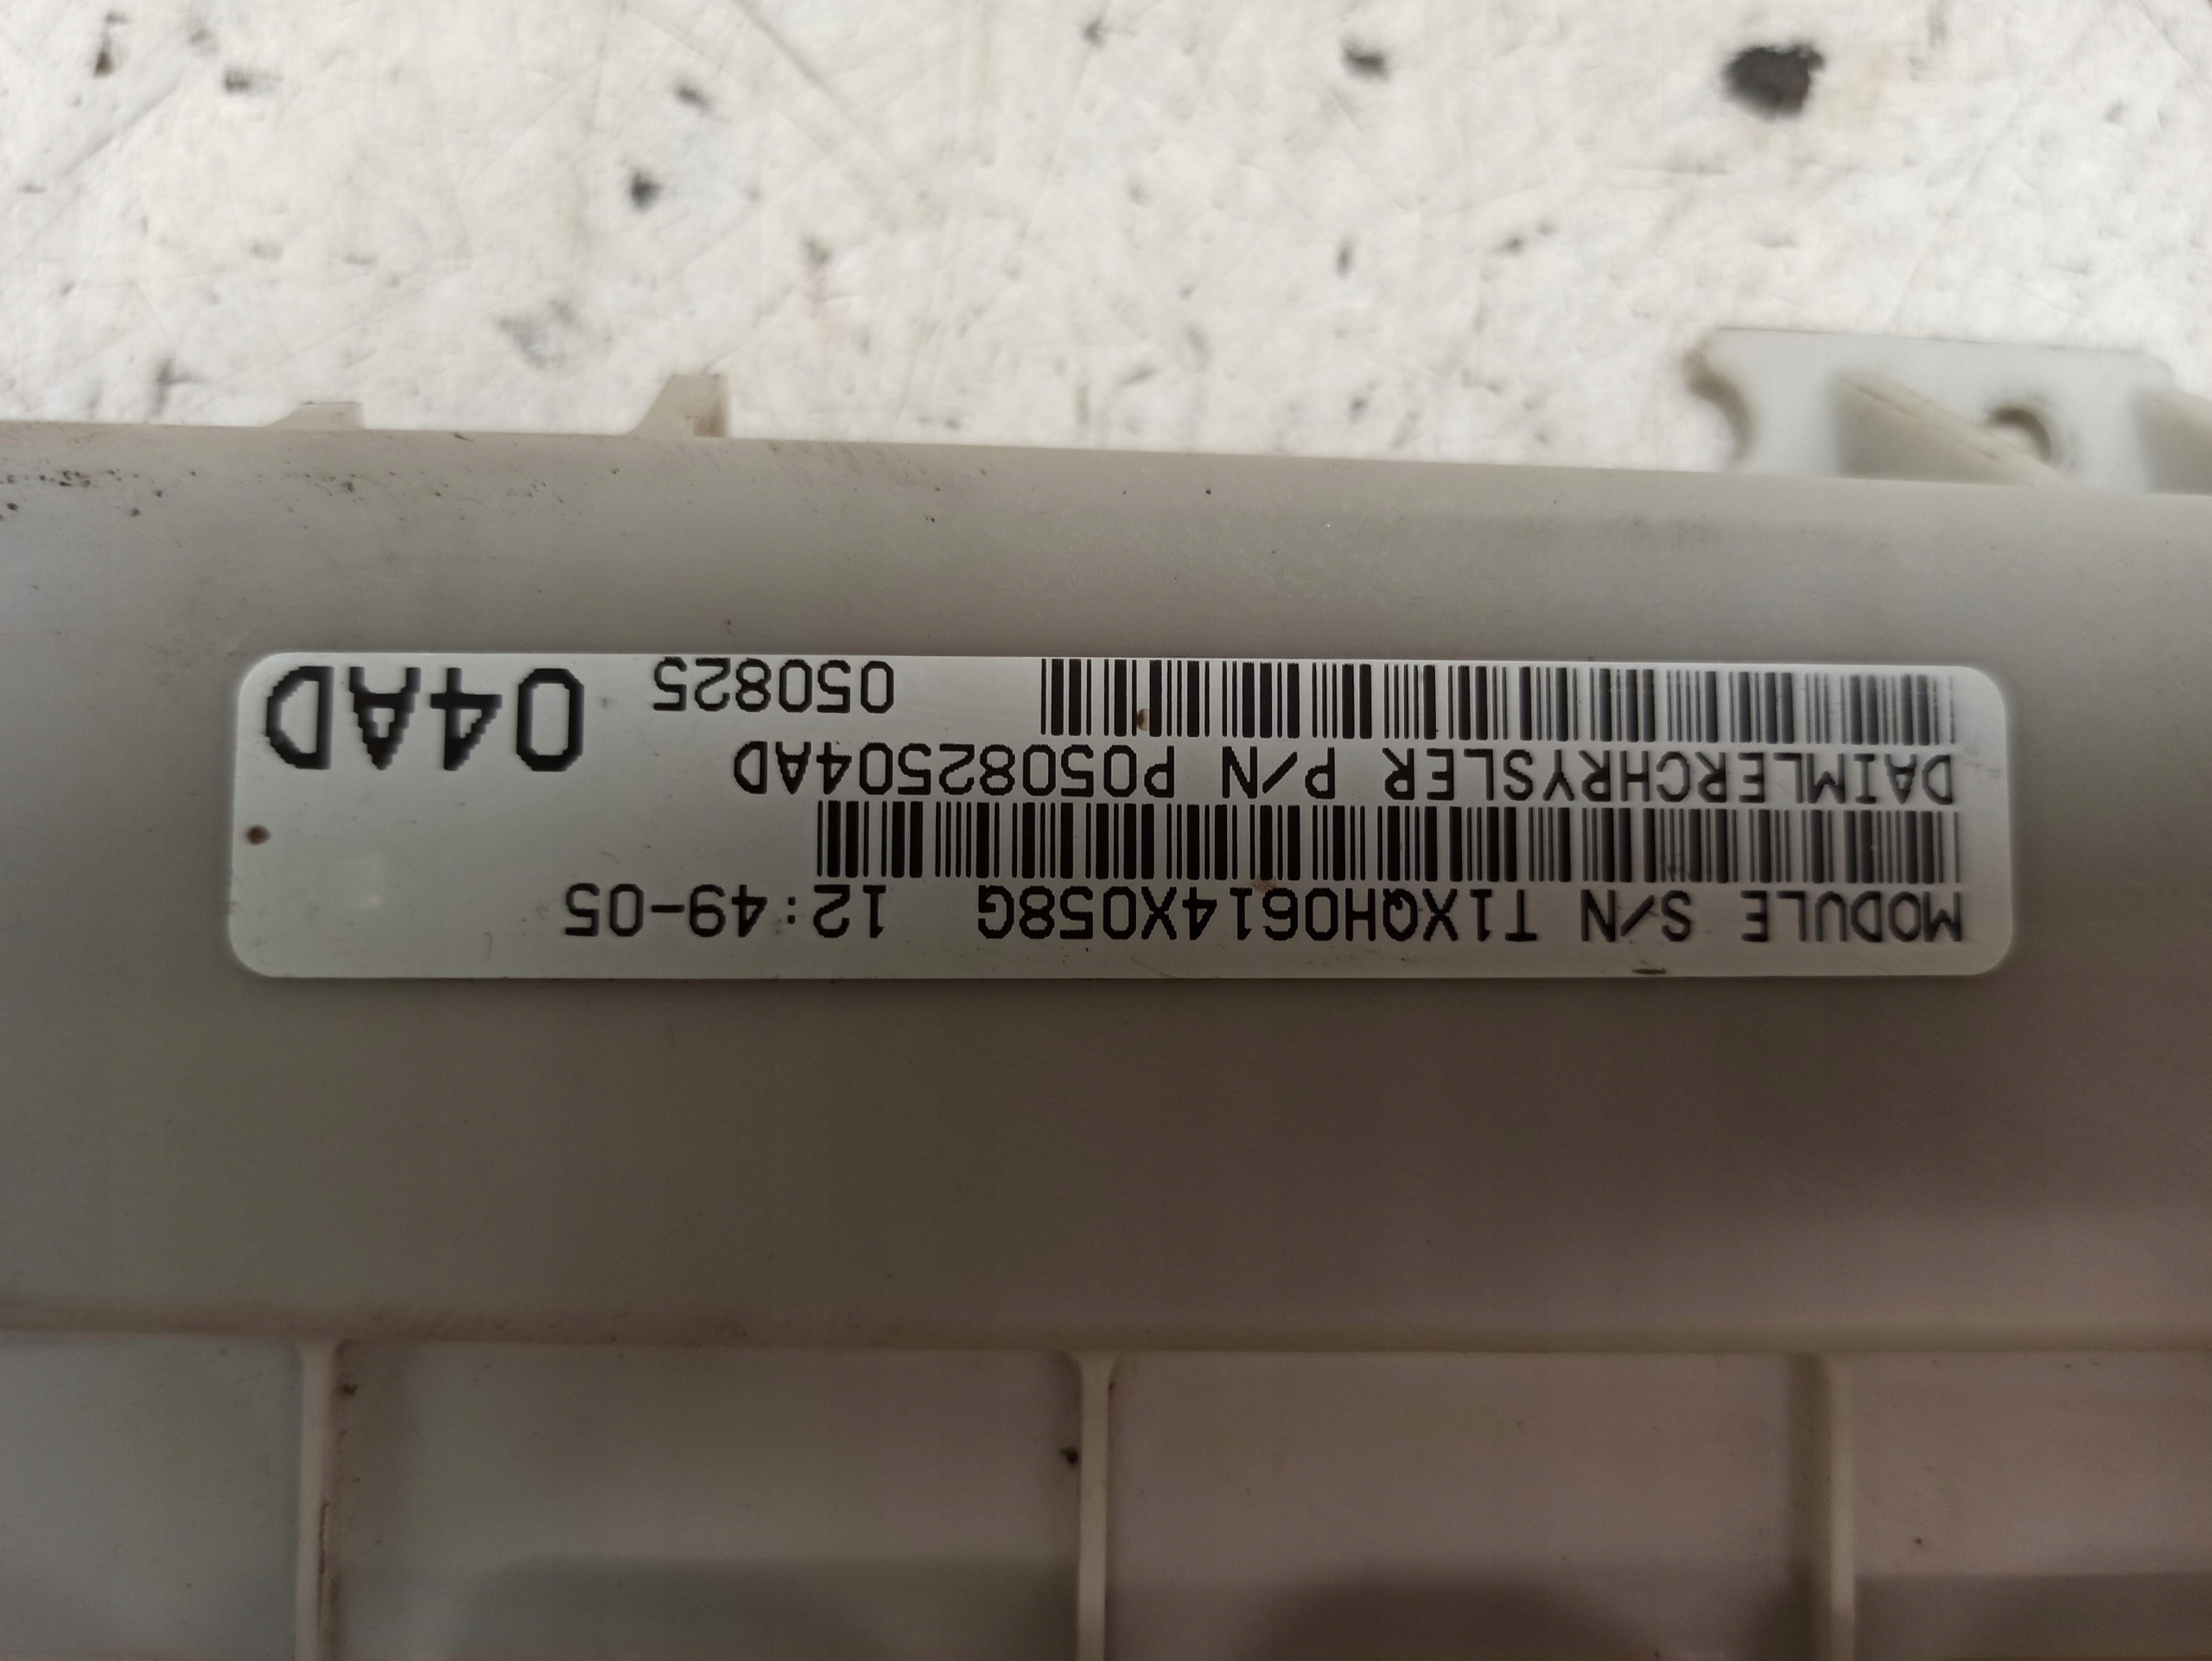 MODULE S/N T1XQH0614X058G 12:49-05
DAIMLERCHRYSLER P/N P05082504AD
050825 04AD